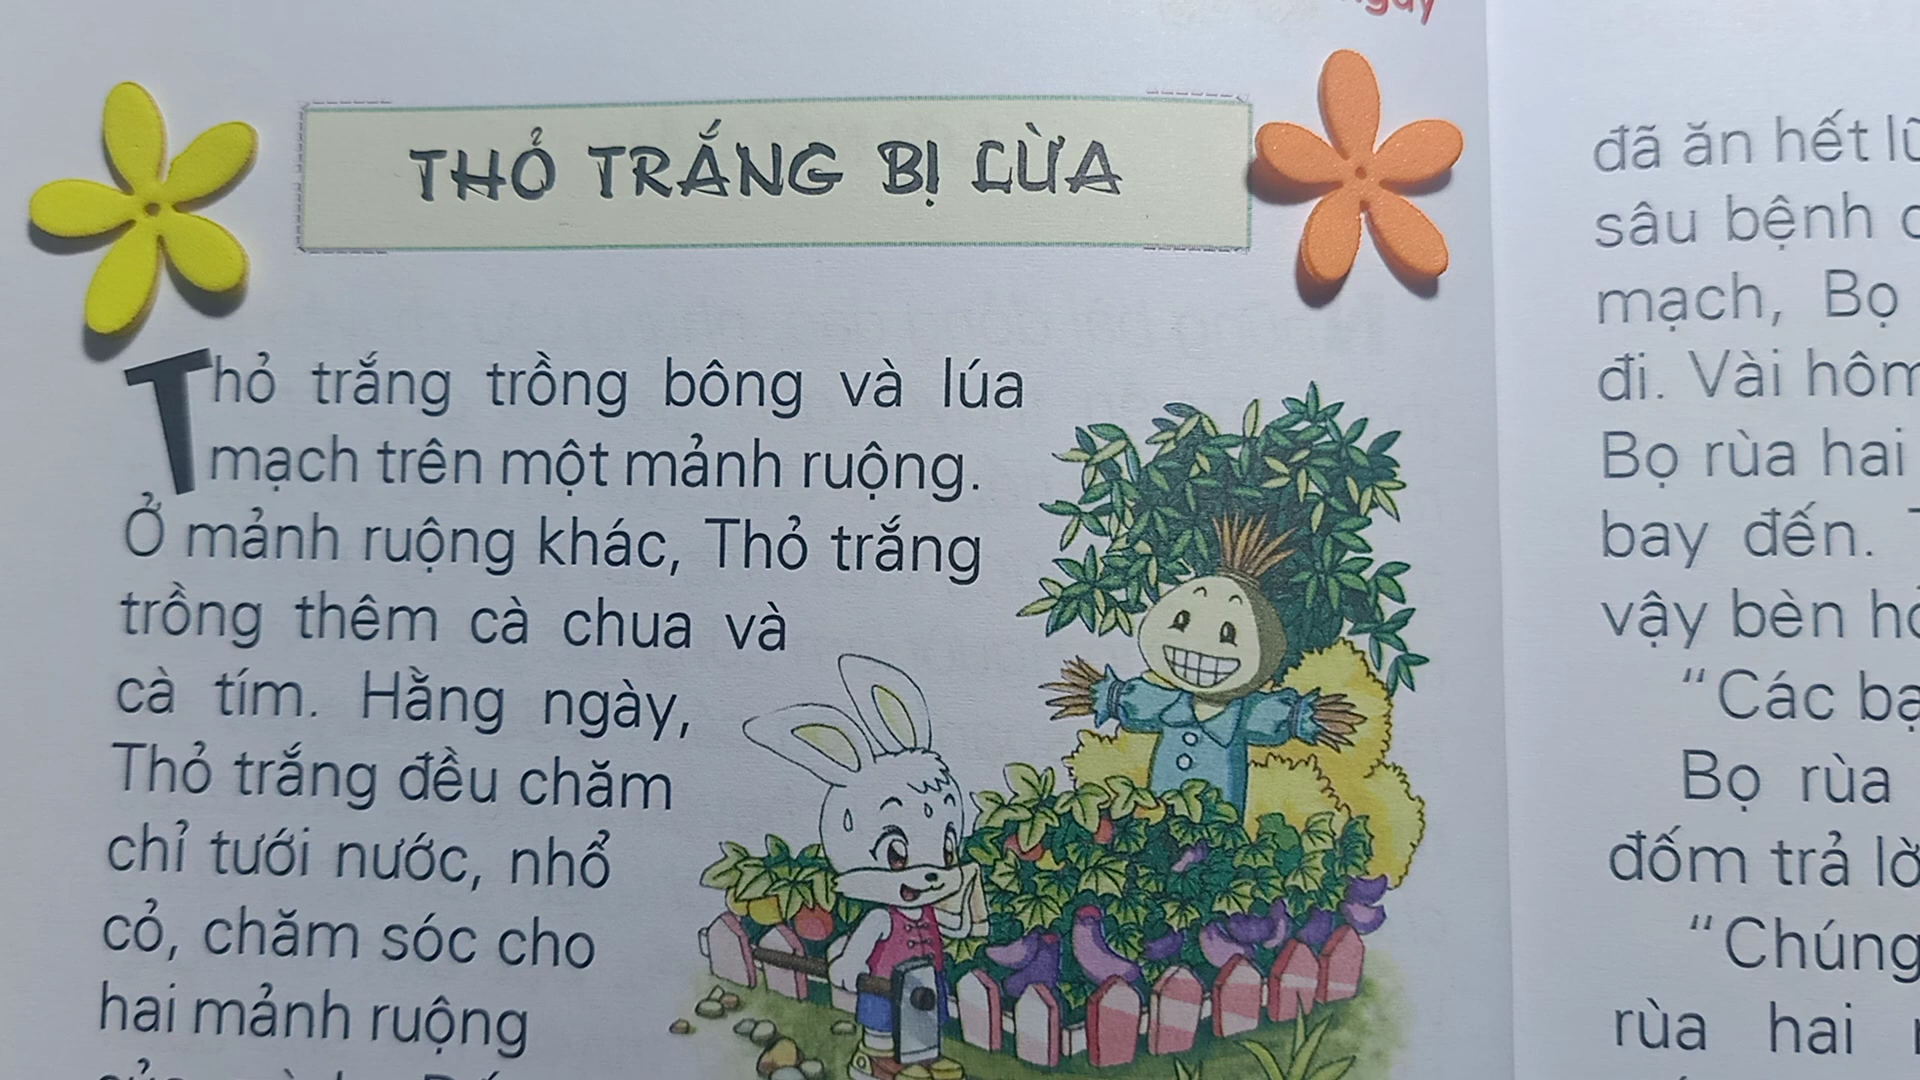 THỎ TRẮNG BỊ LỪA
Thỏ trắng trồng bông và lúa
mạch trên một mảnh ruộng.
Ở mảnh ruộng khác, Thỏ trắng
trồng thêm cà chua và
cà tím. Hằng ngày,
Thỏ trắng đều chăm
chỉ tưới nước, nhổ
cỏ, chăm sóc cho
hai mảnh ruộng
đã ăn hết
sâu bệnh
mạch, Bọ
đi. Vài hôm
Bọ rùa hai
bay đến.
vậy bèn
“Các
Bọ rùa
đốm trả
“Chúng
rùa hai